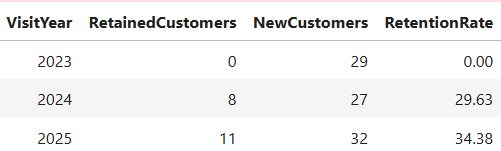 VisitYear RetainedCustomers NewCustomers RetentionRate
2023 0 29 0.00
2024 8 27 29.63
2025 11 32 34.38